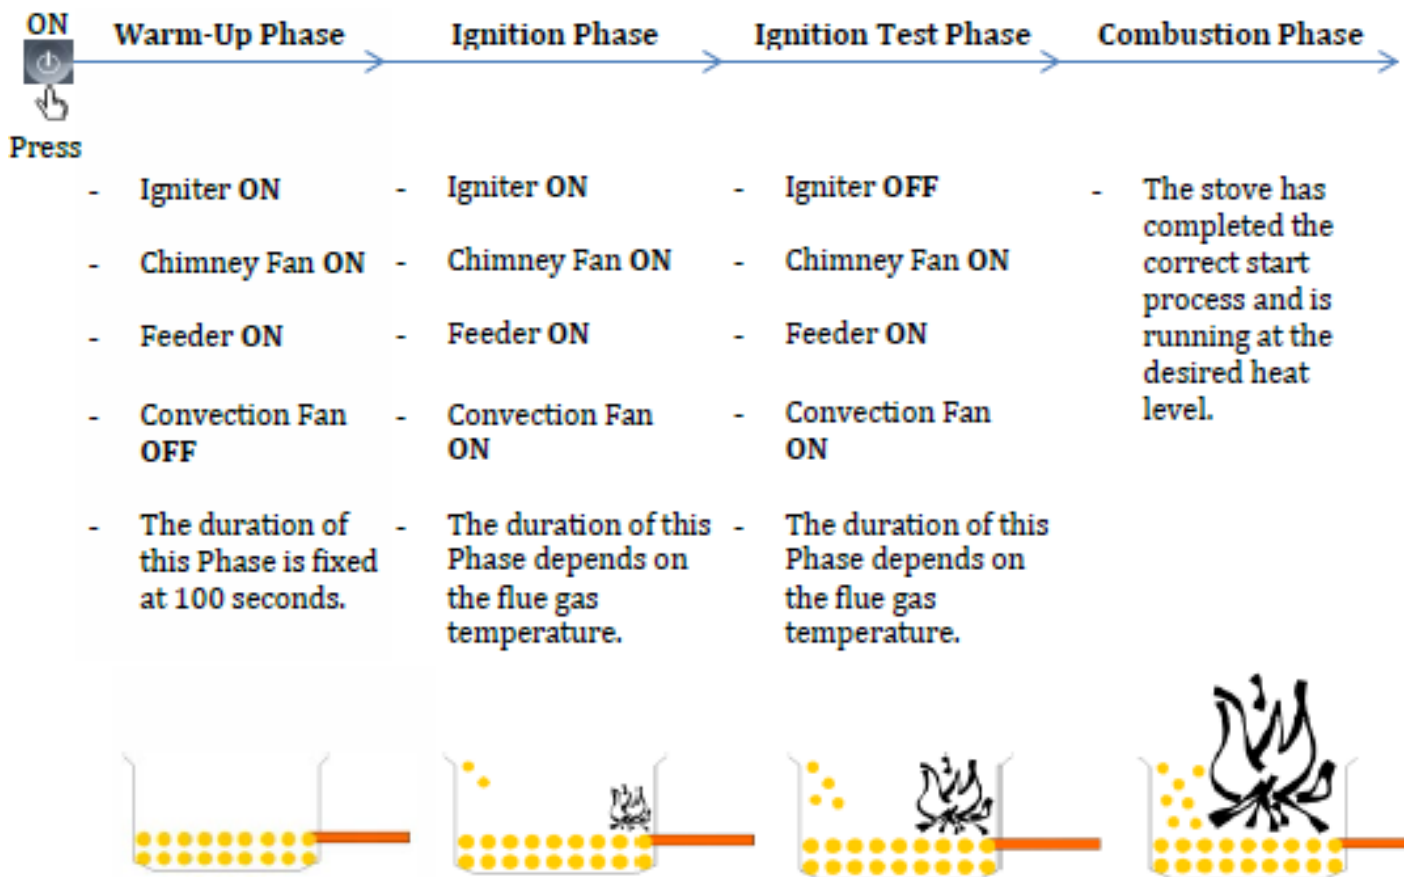 ON
Press
Warm-Up Phase
- Igniter ON
- Chimney Fan ON
- Feeder ON
- Convection Fan
OFF
- The duration of
this Phase is fixed
at 100 seconds.
Ignition Phase
- Igniter ON
- Chimney Fan ON
- Feeder ON
- Convection Fan
ON
- The duration of this
Phase depends on
the flue gas
temperature.
Ignition Test Phase
- Igniter OFF
- Chimney Fan ON
- Feeder ON
- Convection Fan
ON
- The duration of this
Phase depends on
the flue gas
temperature.
Combustion Phase
- The stove has
completed the
correct start
process and is
running at the
desired heat
level.